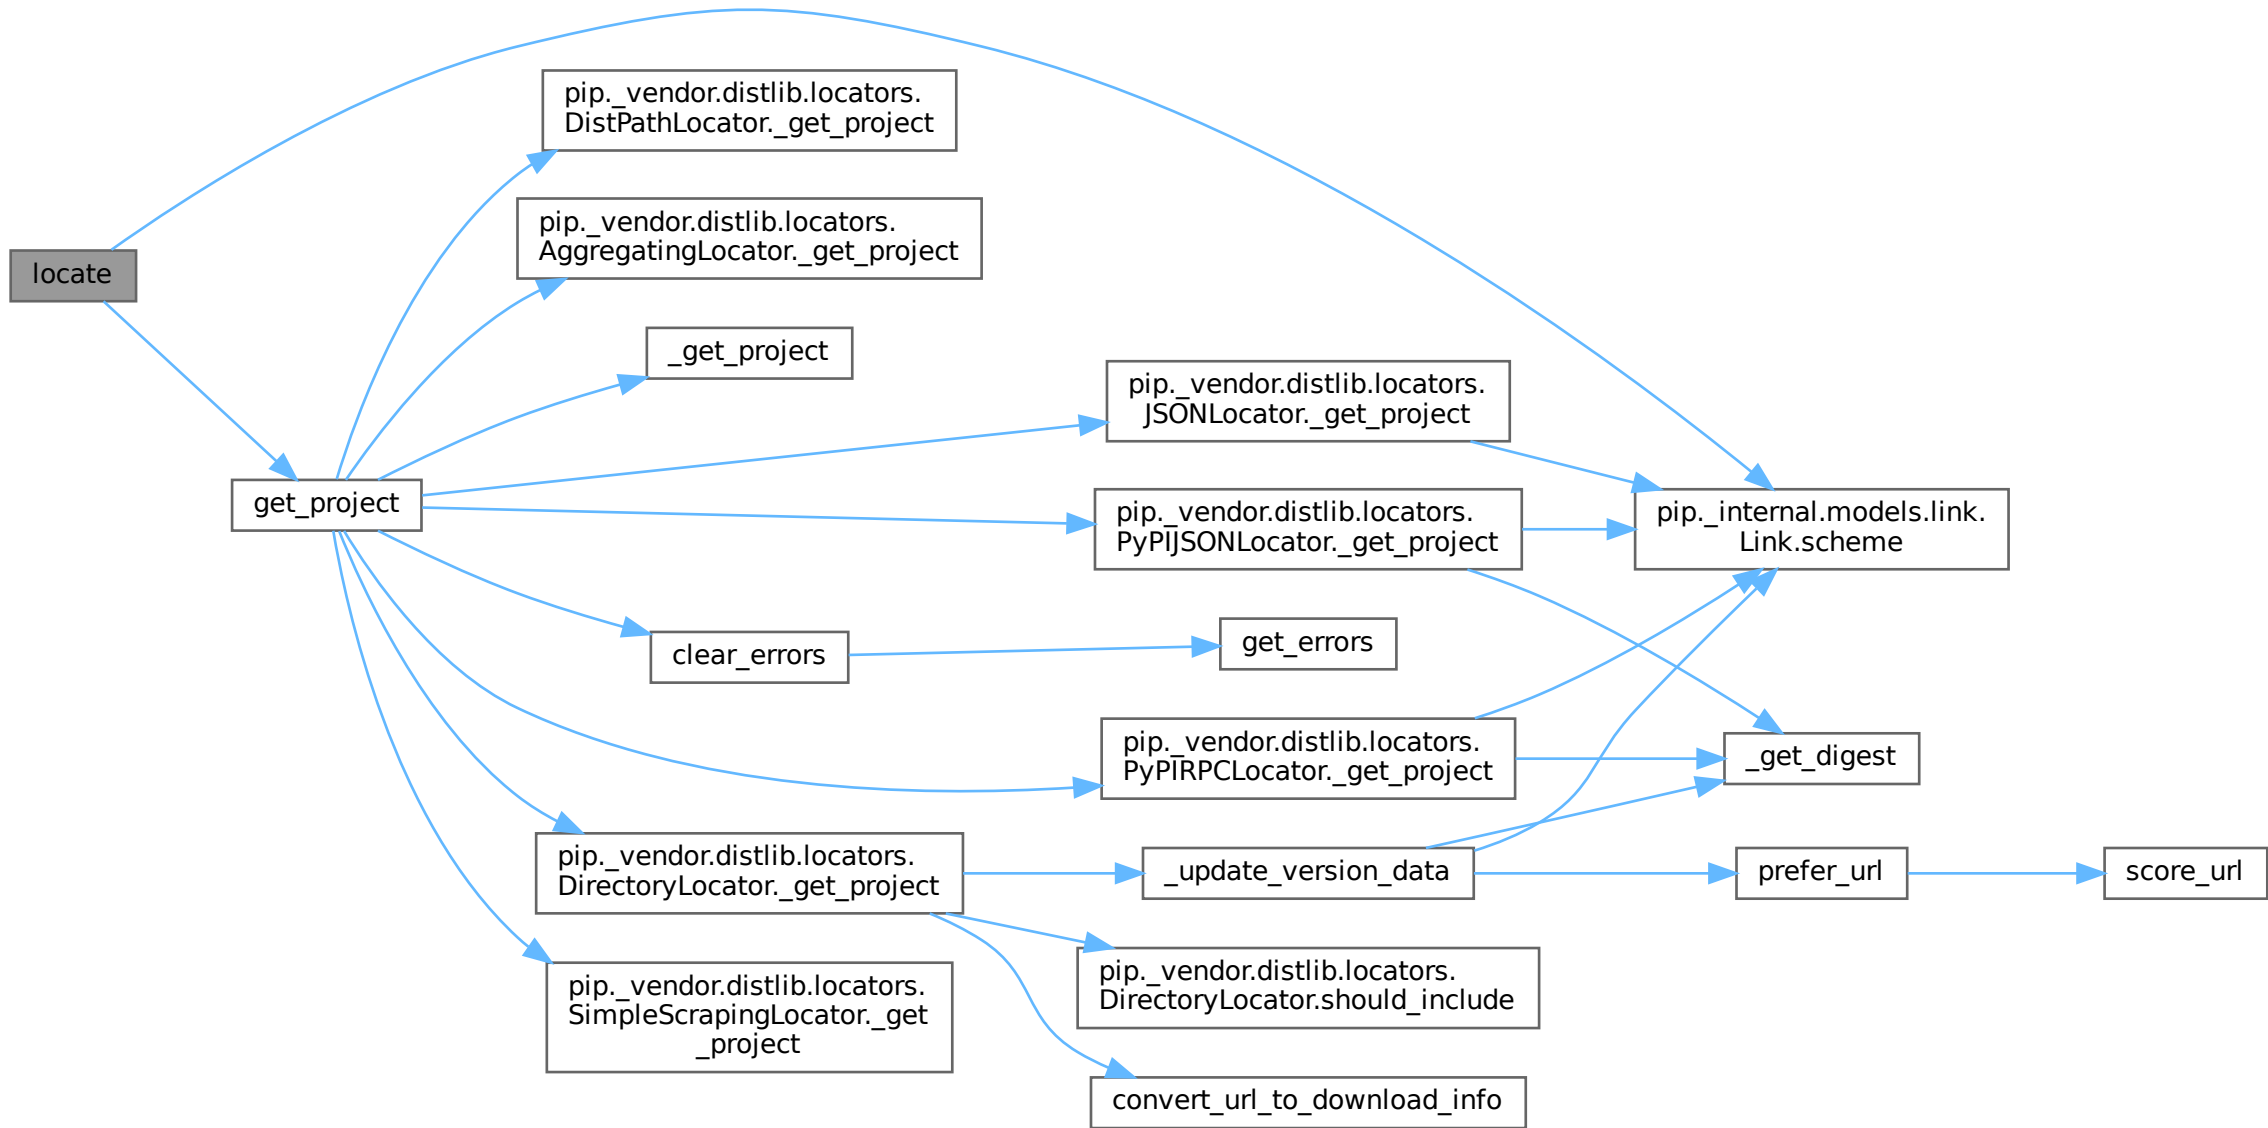 locate
pip._vendor.distlib.locators.
DistPathLocator._get_project
pip._vendor.distlib.locators.
AggregatingLocator._get_project
_get_project
get_project
pip._vendor.distlib.locators.
JSONLocator._get_project
pip._vendor.distlib.locators.
PyPIJSONLocator._get_project
pip._internal.models.link.
Link.scheme
clear_errors
get_errors
pip._vendor.distlib.locators.
PyPIRPCLocator._get_project
_get_digest
pip._vendor.distlib.locators.
DirectoryLocator._get_project
_update_version_data
prefer_url
score_url
pip._vendor.distlib.locators.
DirectoryLocator.should_include
pip._vendor.distlib.locators.
SimpleScrapingLocator._get
_project
convert_url_to_download_info